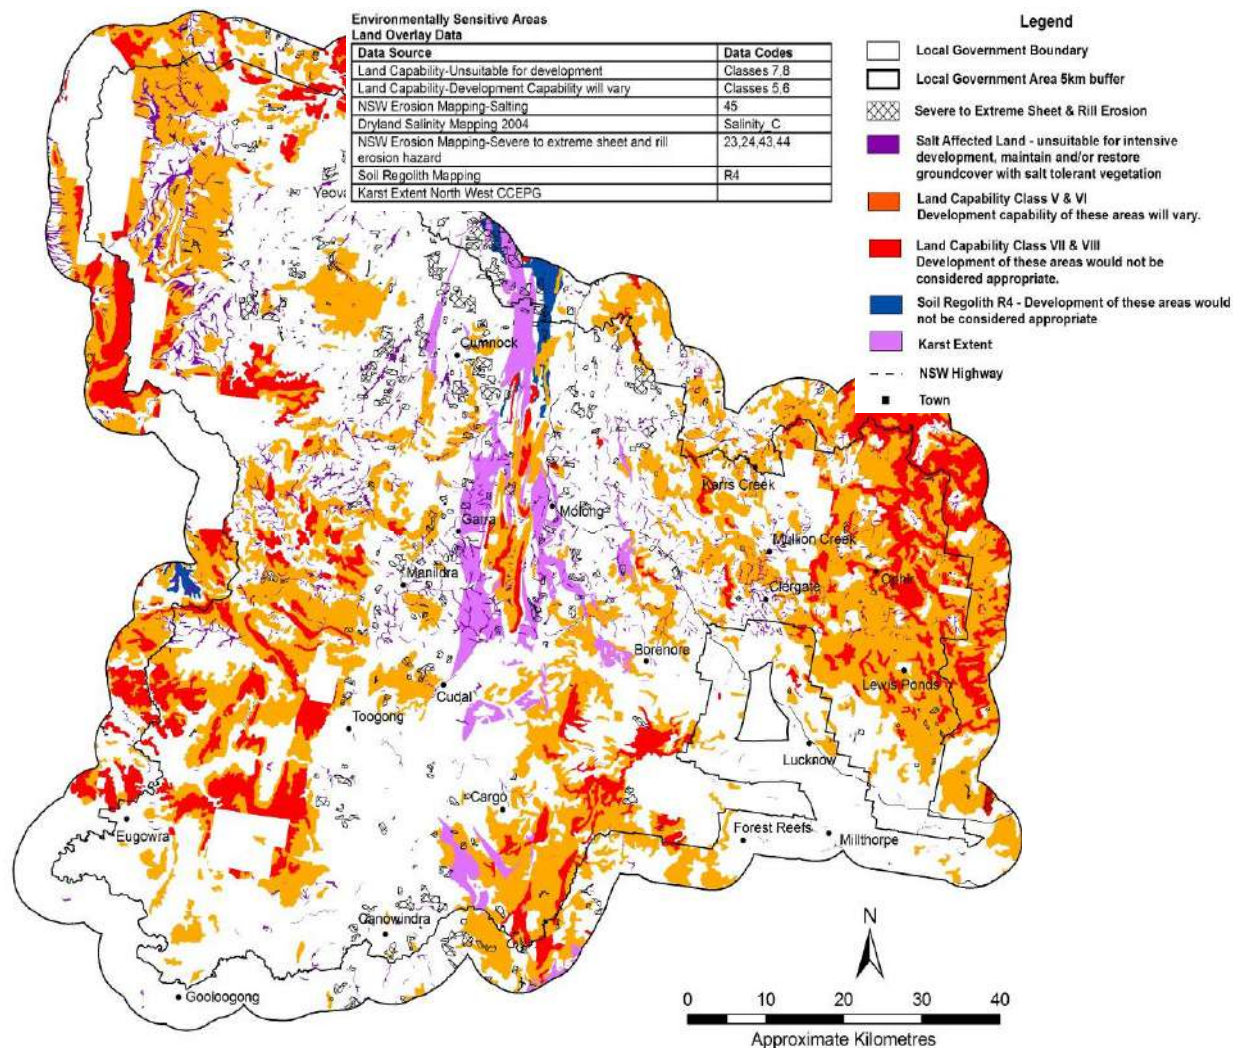 Environmentally Sensitive Areas
Land Overlay Data
Data Source Data Codes
Land Capability-Unsuitable for development Classes 7,8
Land Capability-Development Capability will vary Classes 5,6
NSW Erosion Mapping-Salting 45
Dryland Salinity Mapping 2004 Salinity_C
NSW Erosion Mapping-Severe to extreme sheet and rill 23,24,43,44
erosion hazard
Soil Regolith Mapping R4
Karst Extent North West CCEPG
Legend
Local Government Boundary
Local Government Area 5km buffer
Severe to Extreme Sheet & Rill Erosion
Salt Affected Land - unsuitable for intensive
development, maintain and/or restore
groundcover with salt tolerant vegetation
Land Capability Class V & VI
Development capability of these areas will vary.
Land Capability Class VII & VIII
Development of these areas would not be
considered appropriate.
Soil Regolith R4 - Development of these areas would
not be considered appropriate
Karst Extent
NSW Highway
Town
Cumnock
Kerrs Creek
Molong
Garra
Mullion Creek
Manildra
Clergate
Borenore
Lewis Ponds
Cudal
Toogong
Lucknow
Cargo
Eugowra
Forest Reefs
Millthorpe
Canowindra
Gooloogong
N
0 10 20 30 40
Approximate Kilometres